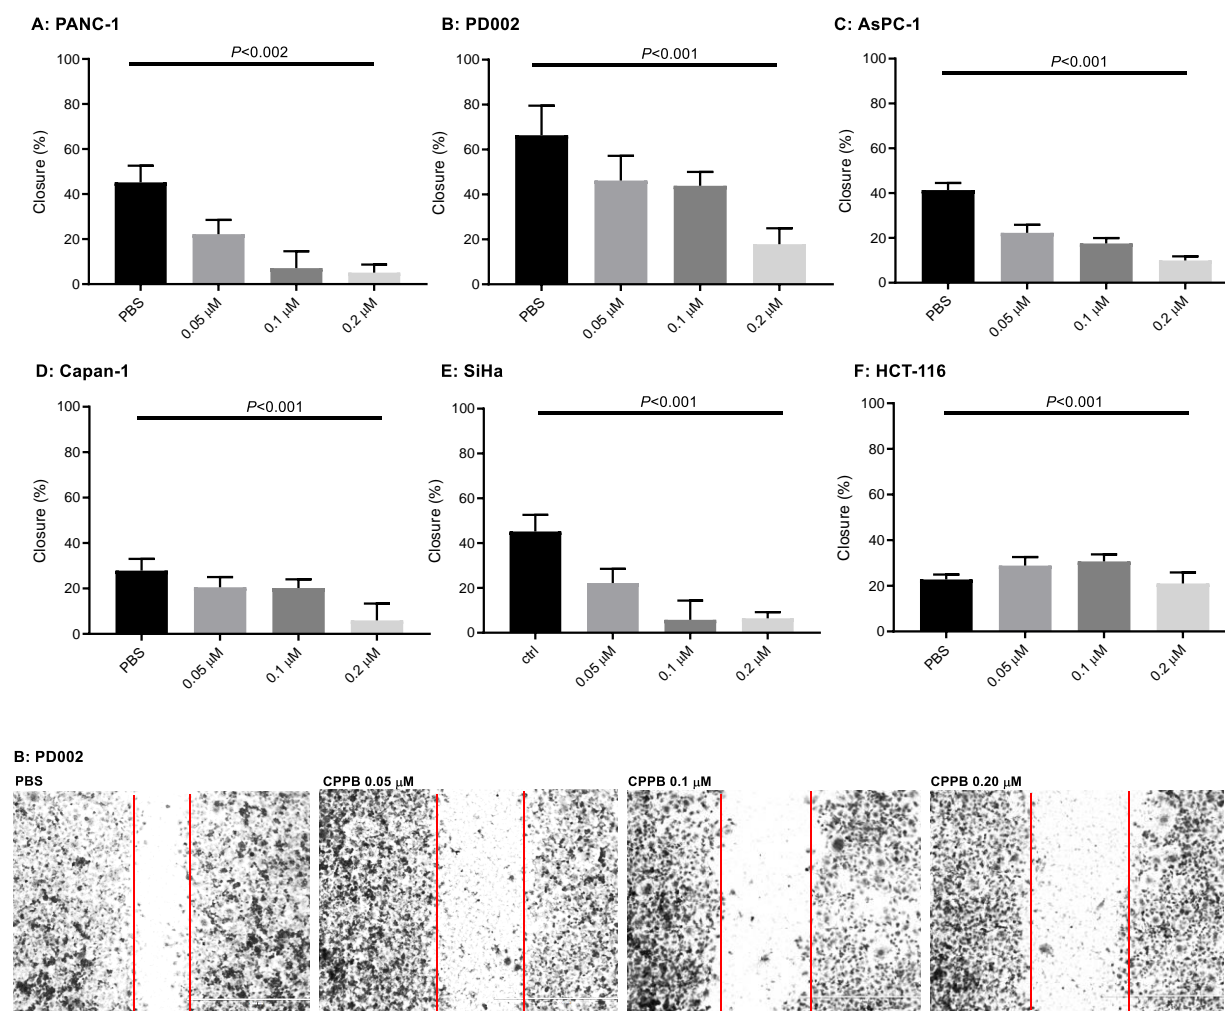 A: PANC-1
B: PD002
C: AsPC-1
P<0.002
100
80
60
40
20
0
Closure (%)
PBS
0.05 µM
0.1 µM
0.2 µM
P<0.001
100
80
60
40
20
0
Closure (%)
PBS
0.05 µM
0.1 µM
0.2 µM
P<0.001
100
80
60
40
20
0
Closure (%)
PBS
0.05 µM
0.1 µM
0.2 µM
D: Capan-1
E: SiHa
F: HCT-116
P<0.001
100
80
60
40
20
0
Closure (%)
PBS
0.05 µM
0.1 µM
0.2 µM
P<0.001
100
80
60
40
20
0
Closure (%)
ctrl
0.05 µM
0.1 µM
0.2 µM
P<0.001
100
80
60
40
20
0
Closure (%)
PBS
0.05 µM
0.1 µM
0.2 µM
B: PD002
PBS
CPPB 0.05 µM
CPPB 0.1 µM
CPPB 0.20 µM